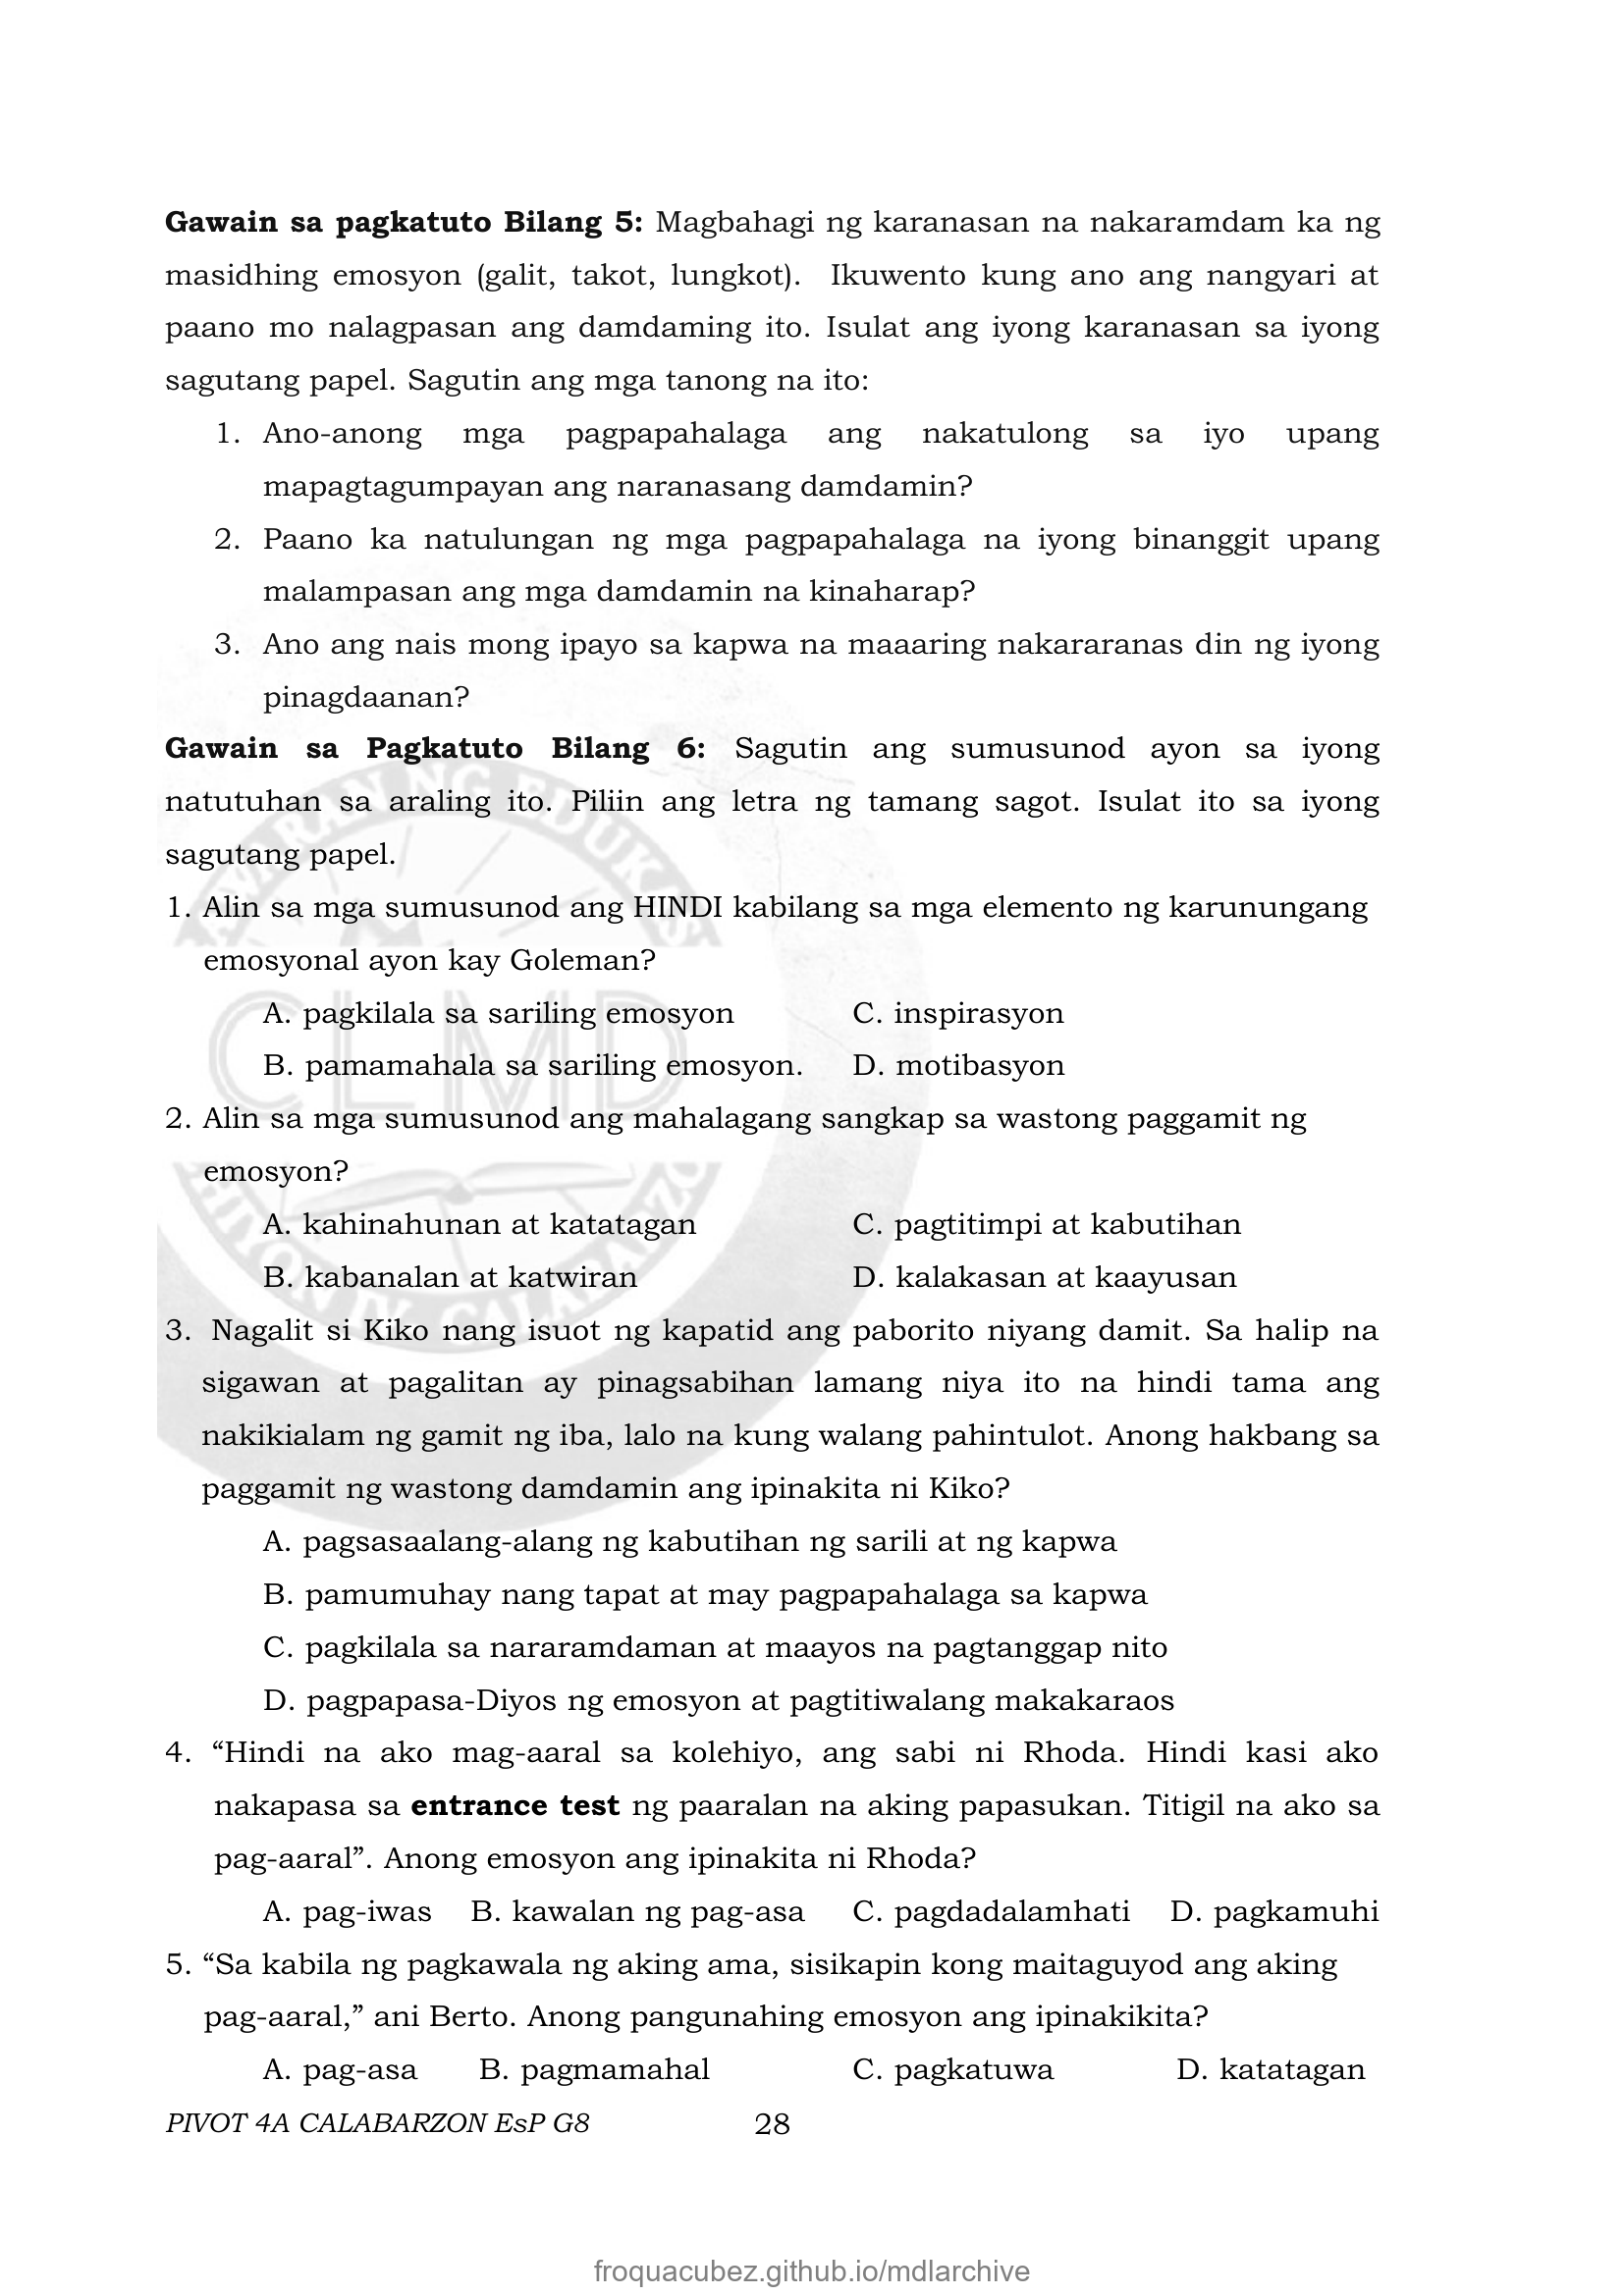 Gawain sa pagkatuto Bilang 5: Magbahagi ng karanasan na nakaramdam ka ng
masidhing emosyon (galit, takot, lungkot). Ikuwento kung ano ang nangyari at
paano mo nalagpasan ang damdaming ito. Isulat ang iyong karanasan sa iyong
sagutang papel. Sagutin ang mga tanong na ito:
1. Ano-anong mga pagpapahalaga ang nakatulong sa iyo upang
mapagtagumpayan ang naranasang damdamin?
2. Paano ka natulungan ng mga pagpapahalaga na iyong binanggit upang
malampasan ang mga damdamin na kinaharap?
3. Ano ang nais mong ipayo sa kapwa na maaaring nakararanas din ng iyong
pinagdaanan?
Gawain sa Pagkatuto Bilang 6: Sagutin ang sumusunod ayon sa iyong
natutuhan sa araling ito. Piliin ang letra ng tamang sagot. Isulat ito sa iyong
sagutang papel.
1. Alin sa mga sumusunod ang HINDI kabilang sa mga elemento ng karunungang
emosyonal ayon kay Goleman?
A. pagkilala sa sariling emosyon C. inspirasyon
B. pamamahala sa sariling emosyon. D. motibasyon
2. Alin sa mga sumusunod ang mahalagang sangkap sa wastong paggamit ng
emosyon?
A. kahinahunan at katatagan C. pagtitimpi at kabutihan
B. kabanalan at katwiran D. kalakasan at kaayusan
3. Nagalit si Kiko nang isuot ng kapatid ang paborito niyang damit. Sa halip na
sigawan at pagalitan ay pinagsabihan lamang niya ito na hindi tama ang
nakikialam ng gamit ng iba, lalo na kung walang pahintulot. Anong hakbang sa
paggamit ng wastong damdamin ang ipinakita ni Kiko?
A. pagsasaalang-alang ng kabutihan ng sarili at ng kapwa
B. pamumuhay nang tapat at may pagpapahalaga sa kapwa
C. pagkilala sa nararamdaman at maayos na pagtanggap nito
D. pagpapasa-Diyos ng emosyon at pagtitiwalang makakaraos
4. “Hindi na ako mag-aaral sa kolehiyo, ang sabi ni Rhoda. Hindi kasi ako
nakapasa sa entrance test ng paaralan na aking papasukan. Titigil na ako sa
pag-aaral”. Anong emosyon ang ipinakita ni Rhoda?
A. pag-iwas B. kawalan ng pag-asa C. pagdadalamhati D. pagkamuhi
5. “Sa kabila ng pagkawala ng aking ama, sisikapin kong maitaguyod ang aking
pag-aaral,” ani Berto. Anong pangunahing emosyon ang ipinakikita?
A. pag-asa B. pagmamahal C. pagkatuwa D. katatagan
PIVOT 4A CALABARZON EsP G8 28
froquacubez.github.io/mdlarchive
CLMD